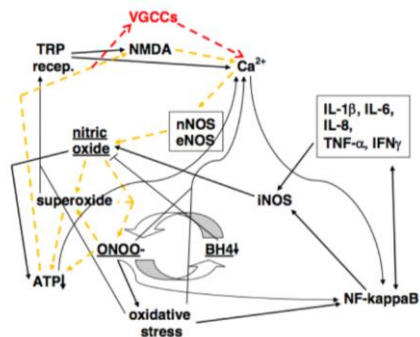 VGCCs
TRP
recep.
NMDA
Ca2+
nNOS
eNOS
IL-1β, IL-6,
IL-8,
TNF-α, IFNγ
nitric
oxide
superoxide
iNOS
ONOO-
BH4↓
ATP↓
NF-kappaB
oxidative
stress